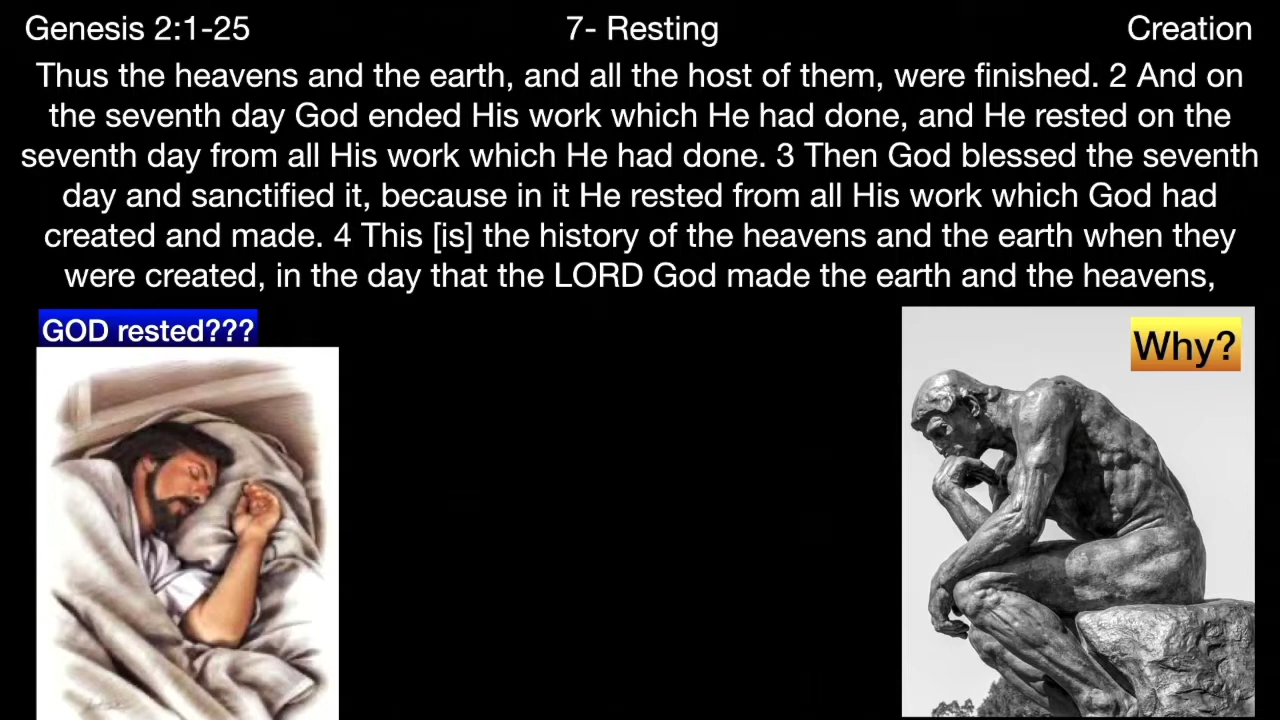 Genesis 2:1-25
7- Resting
Creation
Thus the heavens and the earth, and all the host of them, were finished. 2 And on
the seventh day God ended His work which He had done, and He rested on the
seventh day from all His work which He had done. 3 Then God blessed the seventh
day and sanctified it, because in it He rested from all His work which God had
created and made. 4 This [is] the history of the heavens and the earth when they
were created, in the day that the LORD God made the earth and the heavens,
GOD rested???
Why?